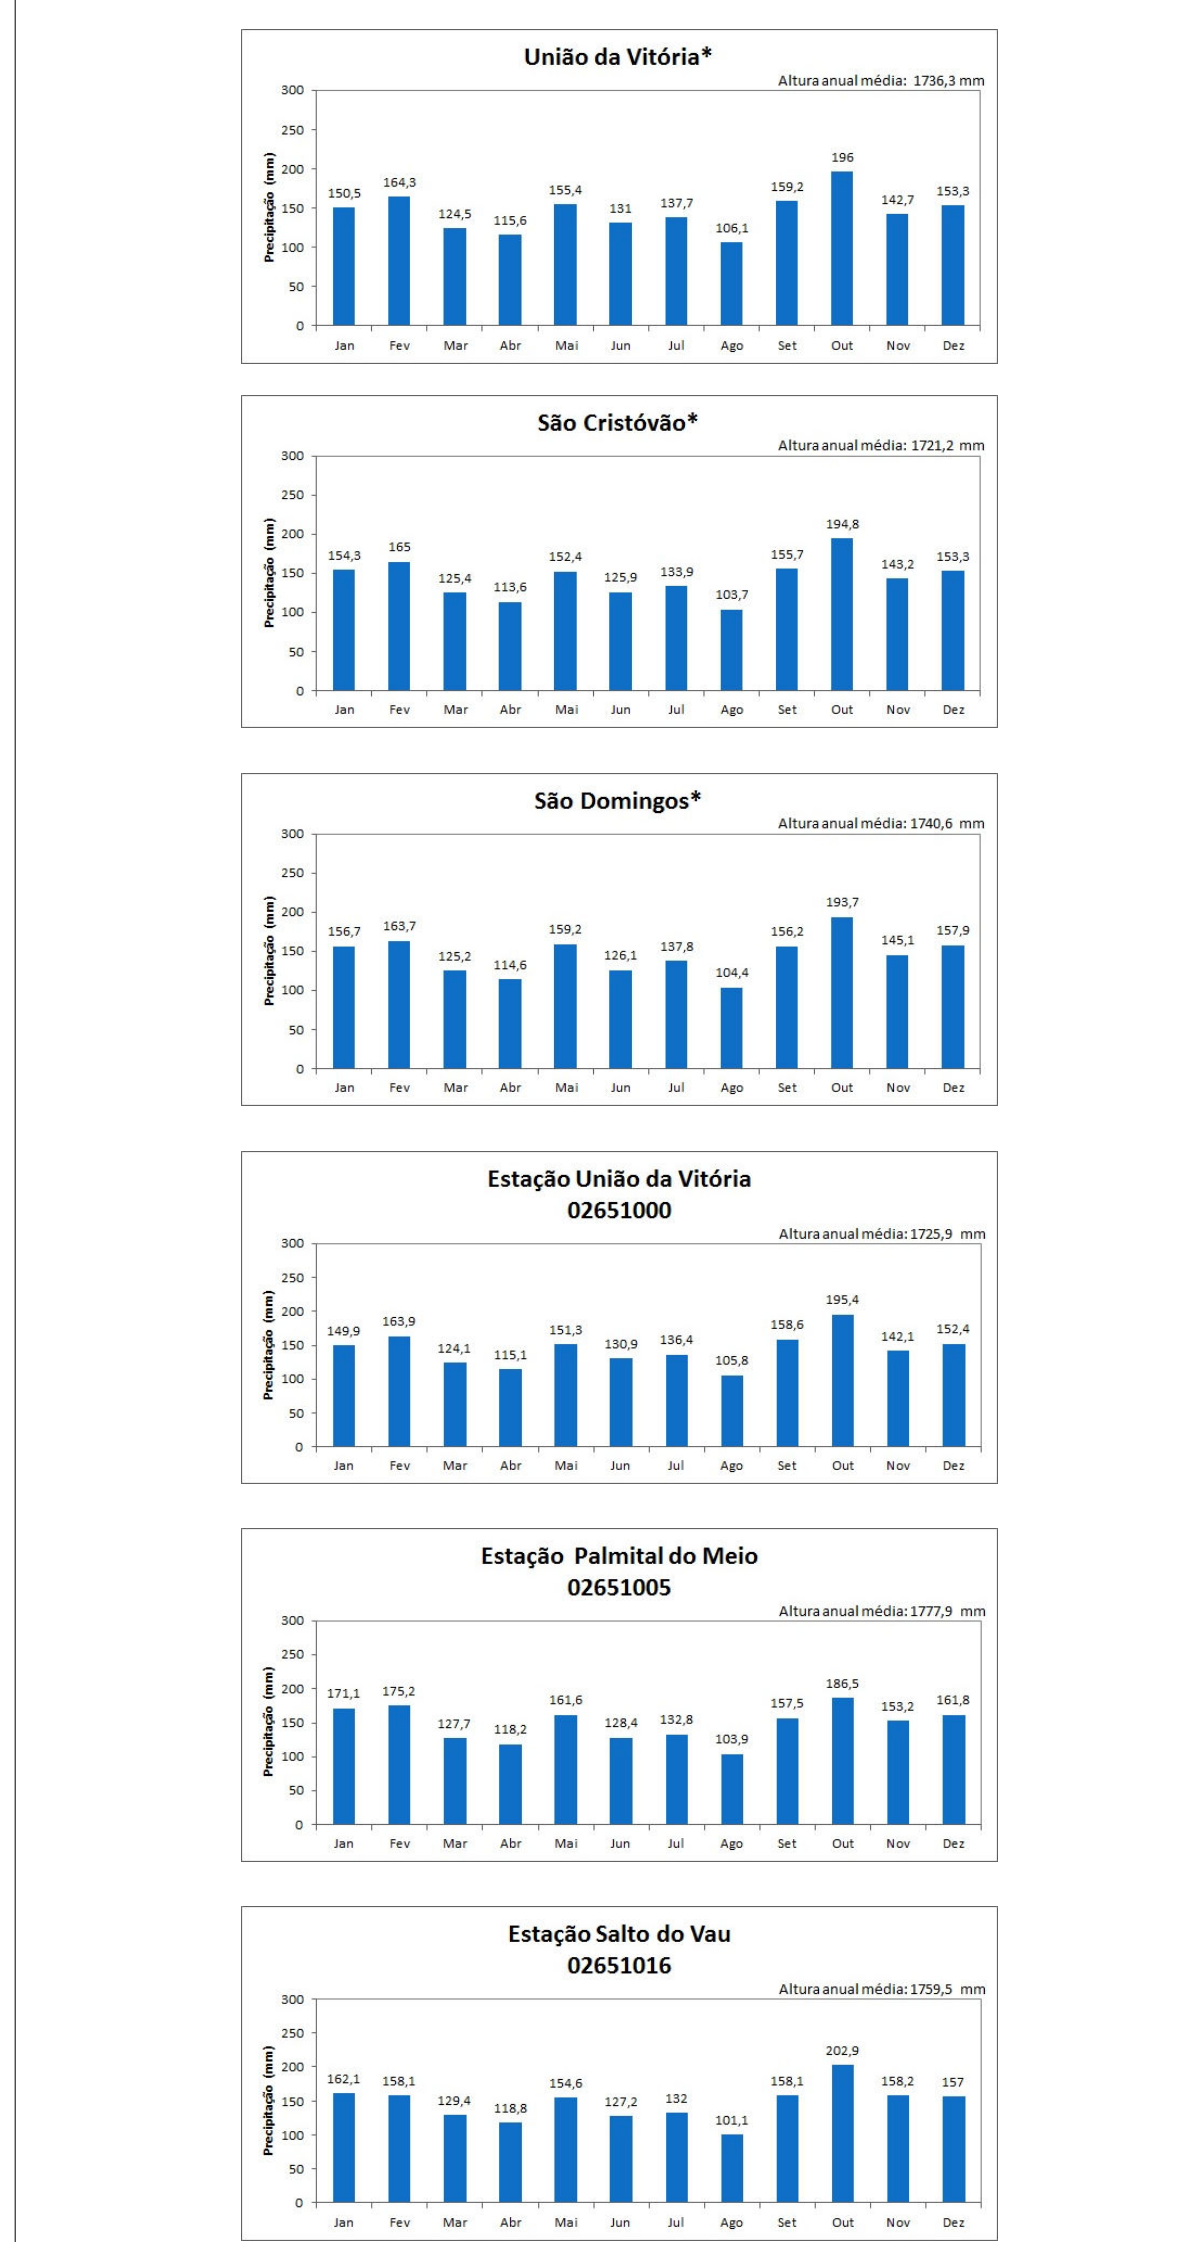 União da Vitória*
Altura anual média: 1736,3 mm
Precipitação (mm)
300
250
200
150
100
50
0
150,5 164,3 124,5 115,6 155,4 131 137,7 106,1 159,2 196 142,7 153,3
Jan Fev Mar Abr Mai Jun Jul Ago Set Out Nov Dez
São Cristóvão*
Altura anual média: 1721,2 mm
Precipitação (mm)
300
250
200
150
100
50
0
154,3 165 125,4 113,6 152,4 125,9 133,9 103,7 155,7 194,8 143,2 153,3
Jan Fev Mar Abr Mai Jun Jul Ago Set Out Nov Dez
São Domingos*
Altura anual média: 1740,6 mm
Precipitação (mm)
300
250
200
150
100
50
0
156,7 163,7 125,2 114,6 159,2 126,1 137,8 104,4 156,2 193,7 145,1 157,9
Jan Fev Mar Abr Mai Jun Jul Ago Set Out Nov Dez
Estação União da Vitória
02651000
Altura anual média: 1725,9 mm
Precipitação (mm)
300
250
200
150
100
50
0
149,9 163,9 124,1 115,1 151,3 130,9 136,4 105,8 158,6 195,4 142,1 152,4
Jan Fev Mar Abr Mai Jun Jul Ago Set Out Nov Dez
Estação Palmital do Meio
02651005
Altura anual média: 1777,9 mm
Precipitação (mm)
300
250
200
150
100
50
0
171,1 175,2 127,7 118,2 161,6 128,4 132,8 103,9 157,5 186,5 153,2 161,8
Jan Fev Mar Abr Mai Jun Jul Ago Set Out Nov Dez
Estação Salto do Vau
02651016
Altura anual média: 1759,5 mm
Precipitação (mm)
300
250
200
150
100
50
0
162,1 158,1 129,4 118,8 154,6 127,2 132 101,1 158,1 202,9 158,2 157
Jan Fev Mar Abr Mai Jun Jul Ago Set Out Nov Dez